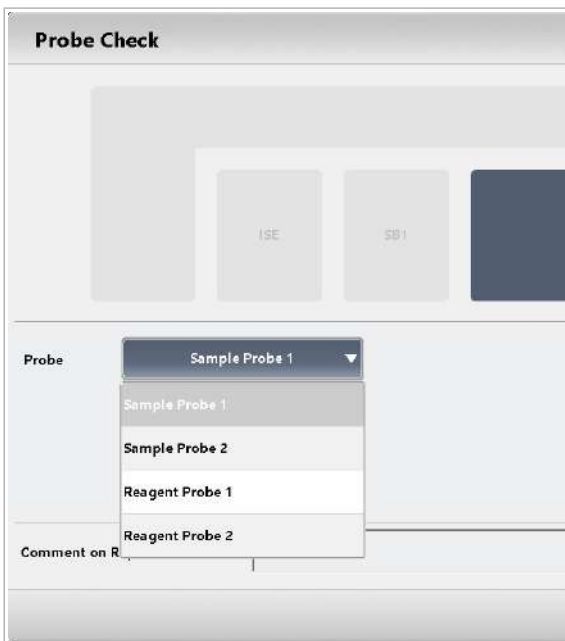 Probe Check
ISE
SB1
Probe
Sample Probe 1
Sample Probe 1
Sample Probe 2
Reagent Probe 1
Reagent Probe 2
Comment on R